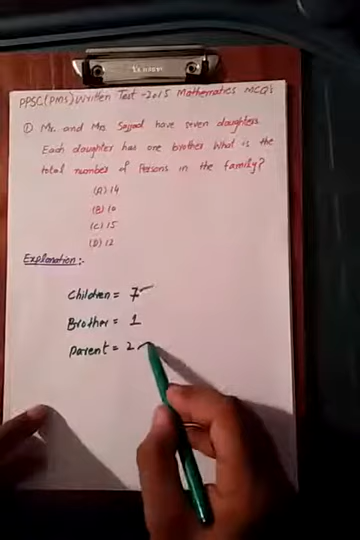 PPSC(PMS) Written Test -2015 Mathematics MCQ's
① Mr. and Mrs Sajjad have seven daughters.
Each daughter has one brother What is the
total number of Persons in the family?
(A) 14
(B) 10
(C) 15
(D) 12
Explanation:-
Children = 7
Brother = 1
Parent = 2